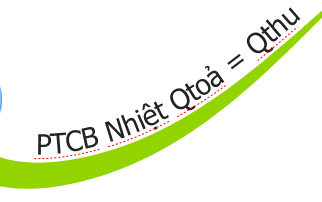 PTCB Nhiệt Qtoả = Qthu